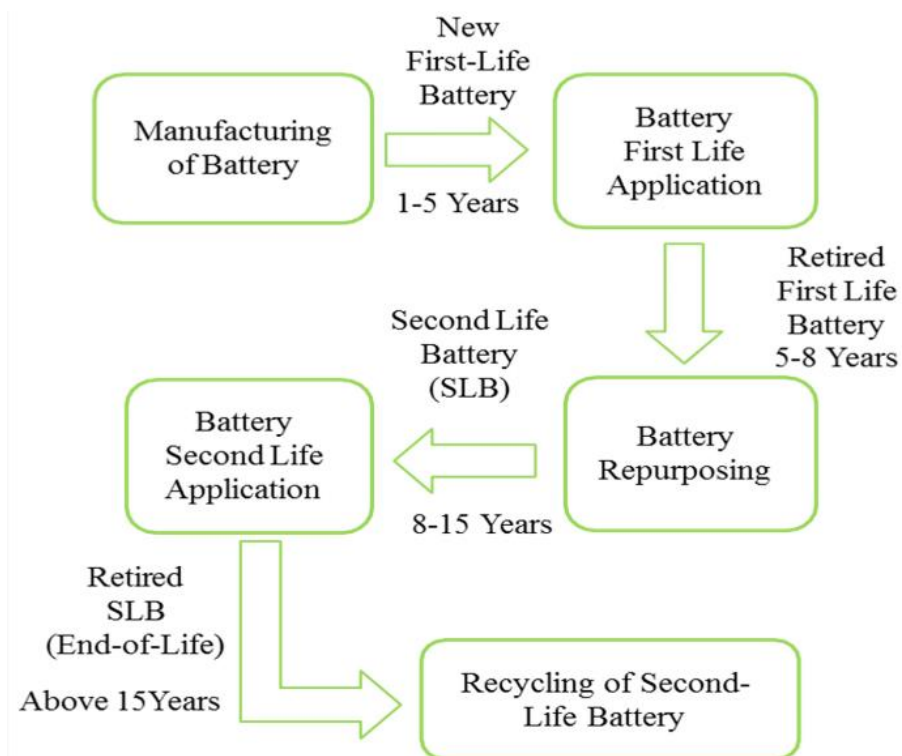 Manufacturing
of Battery
New
First-Life
Battery
1-5 Years
Battery
First Life
Application
Retired
First Life
Battery
5-8 Years
Battery
Repurposing
Second Life
Battery
(SLB)
8-15 Years
Battery
Second Life
Application
Retired
SLB
(End-of-Life)
Above 15Years
Recycling of Second-
Life Battery